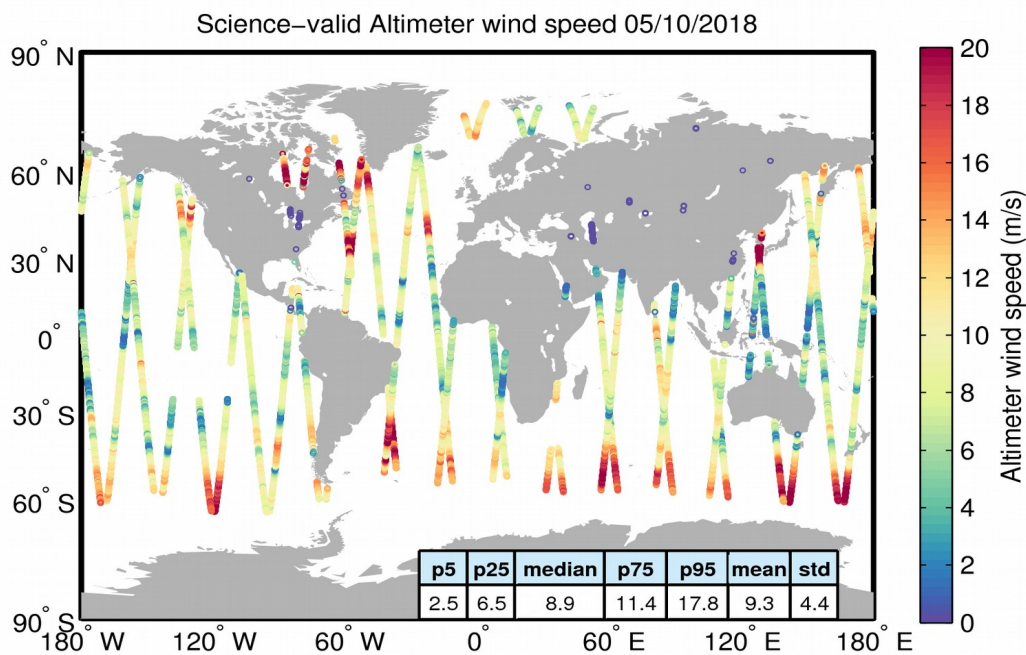 Science−valid Altimeter wind speed 05/10/2018
90° N
60° N
30° N
0°
30° S
60° S
90° S
180° W
120° W
60° W
0°
60° E
120° E
180° E
p5 p25 median p75 p95 mean std
2.5 6.5 8.9 11.4 17.8 9.3 4.4
20
18
16
14
12
10
8
6
4
2
0
Altimeter wind speed (m/s)